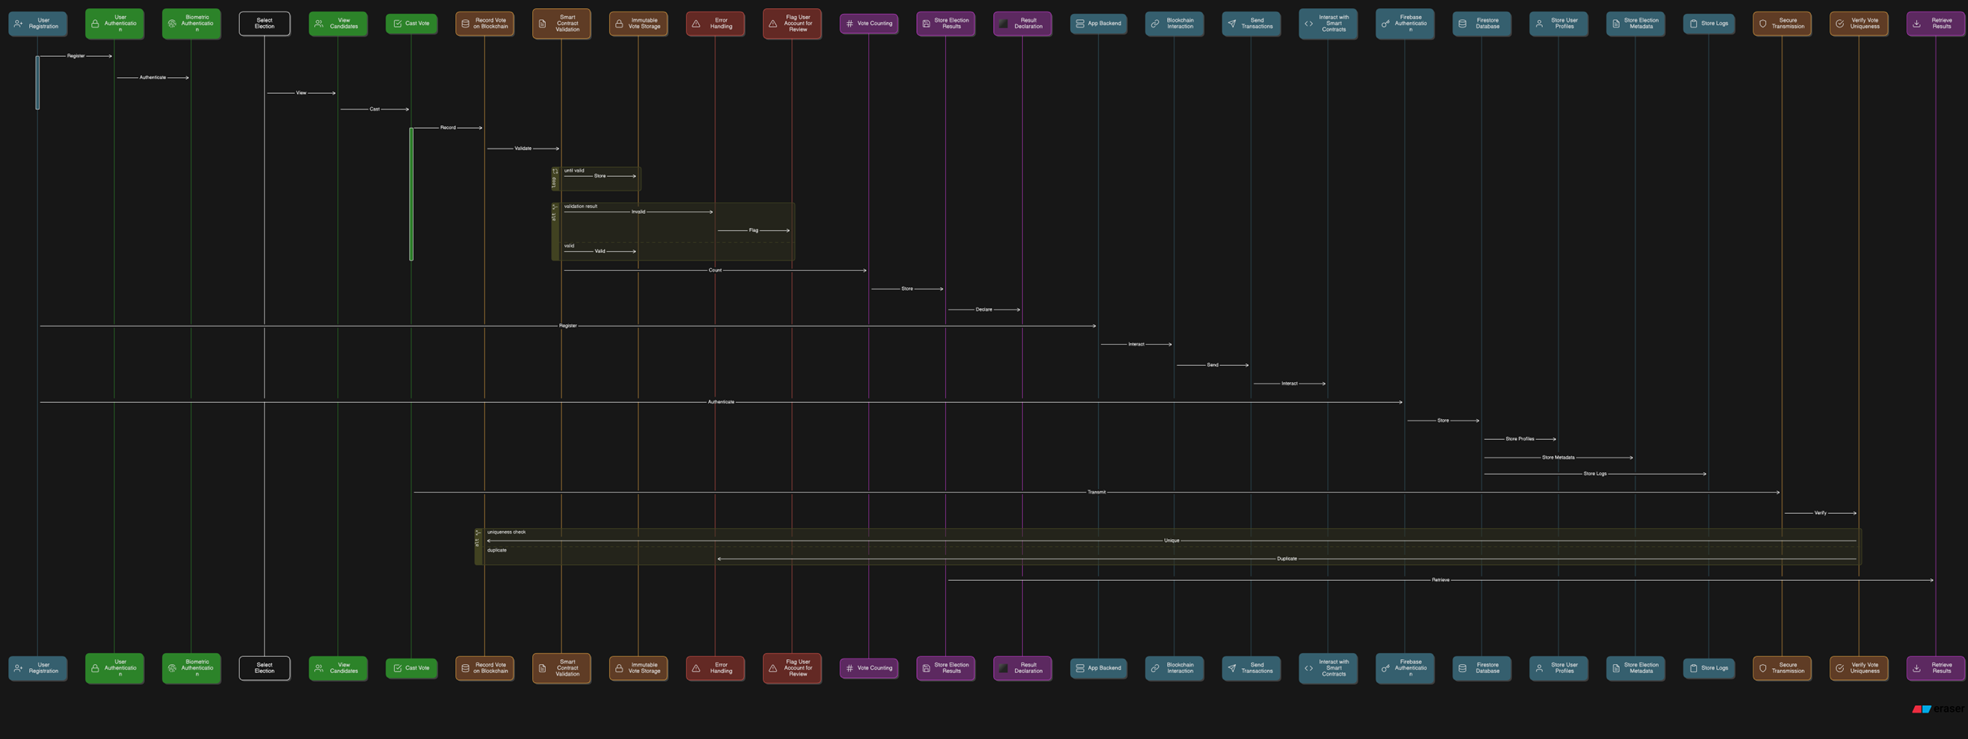 User
Registration
User
Authenticatio
n
Biometric
Authenticatio
n
Select
Election
View
Candidates
Cast Vote
Record Vote
on Blockchain
Smart
Contract
Validation
Immutable
Vote Storage
Error
Handling
Flag User
Account for
Review
Vote Counting
Store Election
Results
Result
Declaration
App Backend
Blockchain
Interaction
Send
Transactions
Interact with
Smart
Contracts
Firebase
Authenticatio
n
Firestore
Database
Store User
Profiles
Store Election
Metadata
Store Logs
Secure
Transmission
Verify Vote
Uniqueness
Retrieve
Results
Register
Authenticate
View
Cast
Record
Validate
loop
until valid
Store
alt
validation result
Invalid
Flag
valid
Valid
Count
Store
Declare
Register
Interact
Send
Interact
Authenticate
Store
Store Profiles
Store Metadata
Store Logs
Transmit
Verify
alt
uniqueness check
Unique
duplicate
Duplicate
Retrieve
User
Registration
User
Authenticatio
n
Biometric
Authenticatio
n
Select
Election
View
Candidates
Cast Vote
Record Vote
on Blockchain
Smart
Contract
Validation
Immutable
Vote Storage
Error
Handling
Flag User
Account for
Review
Vote Counting
Store Election
Results
Result
Declaration
App Backend
Blockchain
Interaction
Send
Transactions
Interact with
Smart
Contracts
Firebase
Authenticatio
n
Firestore
Database
Store User
Profiles
Store Election
Metadata
Store Logs
Secure
Transmission
Verify Vote
Uniqueness
Retrieve
Results
eraser